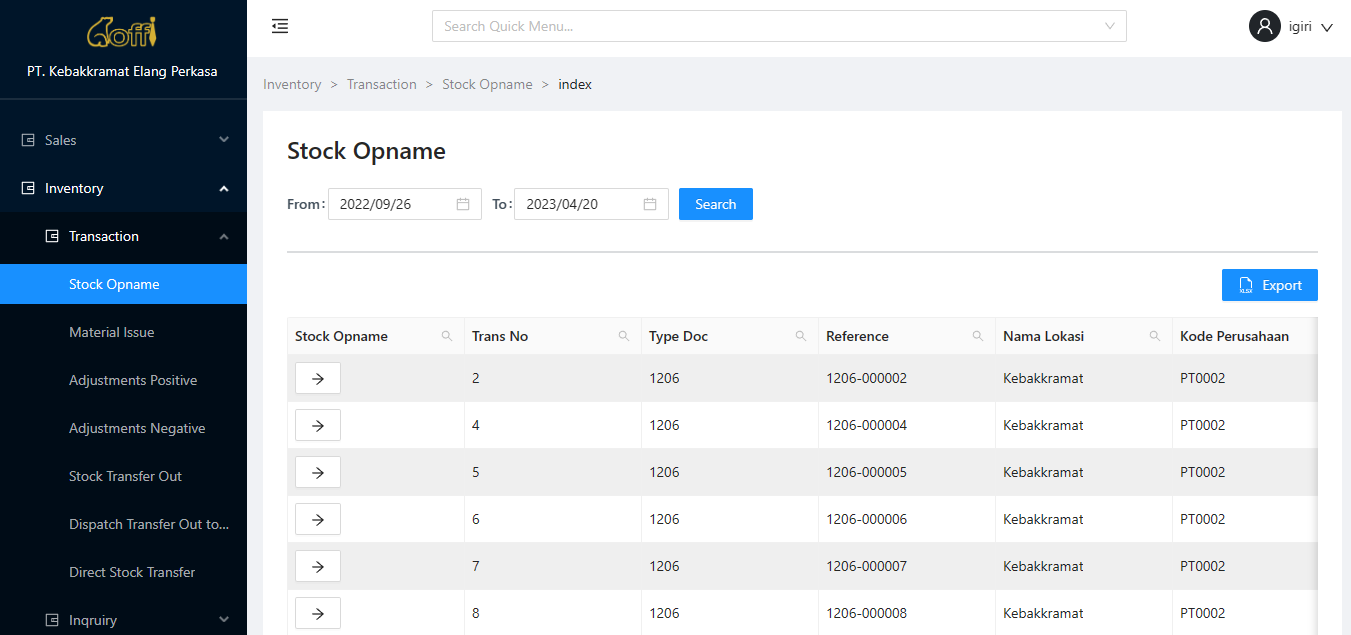 Goffi
PT. Kebakkramat Elang Perkasa
Sales
Inventory
Transaction
Stock Opname
Material Issue
Adjustments Positive
Adjustments Negative
Stock Transfer Out
Dispatch Transfer Out to...
Direct Stock Transfer
Inqruiry
Search Quick Menu...
igiri
Inventory > Transaction > Stock Opname > index
Stock Opname
From: 2022/09/26 To: 2023/04/20 Search
XLSX Export
Stock Opname Trans No Type Doc Reference Nama Lokasi Kode Perusahaan
2 1206 1206-000002 Kebakkramat PT0002
4 1206 1206-000004 Kebakkramat PT0002
5 1206 1206-000005 Kebakkramat PT0002
6 1206 1206-000006 Kebakkramat PT0002
7 1206 1206-000007 Kebakkramat PT0002
8 1206 1206-000008 Kebakkramat PT0002